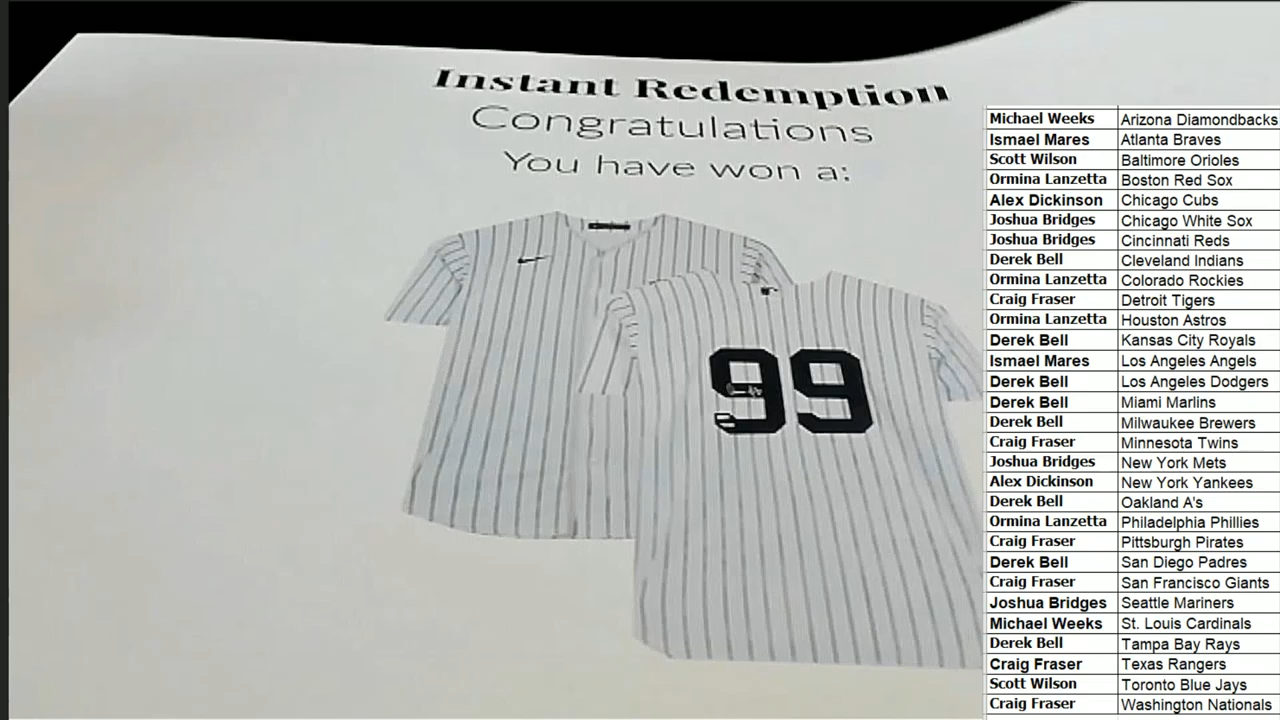 Instant Redemption
Congratulations
You have won a:
99
Michael Weeks Arizona Diamondbacks
Ismael Mares Atlanta Braves
Scott Wilson Baltimore Orioles
Ormina Lanzetta Boston Red Sox
Alex Dickinson Chicago Cubs
Joshua Bridges Chicago White Sox
Joshua Bridges Cincinnati Reds
Derek Bell Cleveland Indians
Ormina Lanzetta Colorado Rockies
Craig Fraser Detroit Tigers
Ormina Lanzetta Houston Astros
Derek Bell Kansas City Royals
Ismael Mares Los Angeles Angels
Derek Bell Los Angeles Dodgers
Derek Bell Miami Marlins
Derek Bell Milwaukee Brewers
Craig Fraser Minnesota Twins
Joshua Bridges New York Mets
Alex Dickinson New York Yankees
Derek Bell Oakland A's
Ormina Lanzetta Philadelphia Phillies
Craig Fraser Pittsburgh Pirates
Derek Bell San Diego Padres
Craig Fraser San Francisco Giants
Joshua Bridges Seattle Mariners
Michael Weeks St. Louis Cardinals
Derek Bell Tampa Bay Rays
Craig Fraser Texas Rangers
Scott Wilson Toronto Blue Jays
Craig Fraser Washington Nationals